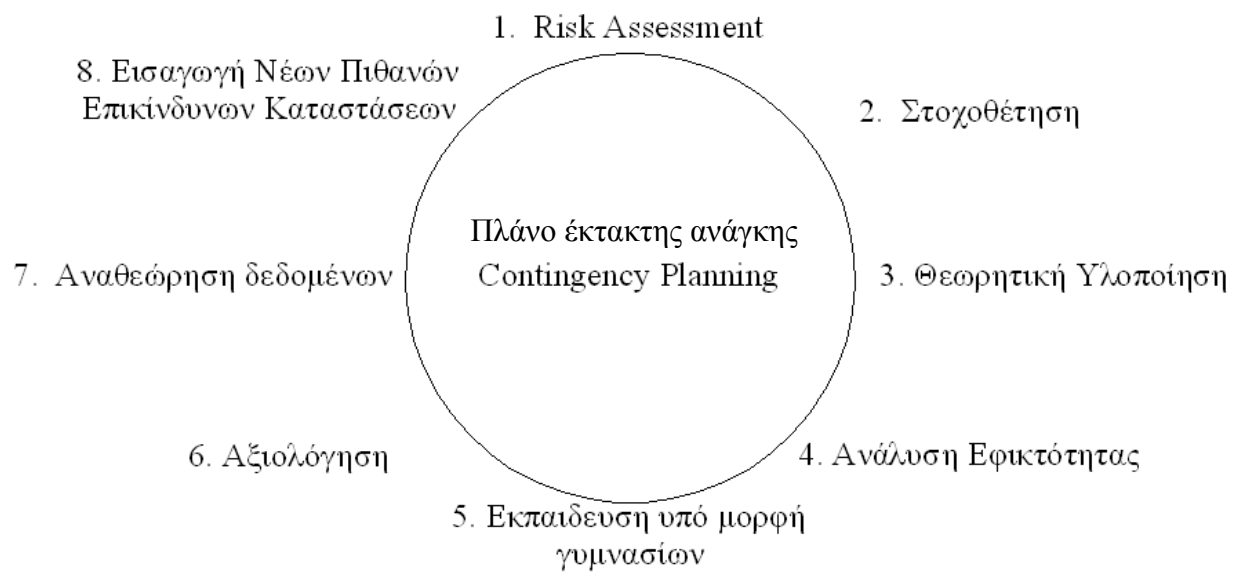 1. Risk Assessment
2. Στοχοθέτηση
3. Θεωρητική Υλοποίηση
4. Ανάλυση Εφικτότητας
5. Εκπαιδευση υπό μορφή
γυμνασίων
6. Αξιολόγηση
7. Αναθεώρηση δεδομένων
8. Εισαγωγή Νέων Πιθανών
Επικίνδυνων Καταστάσεων
Πλάνο έκτακτης ανάγκης
Contingency Planning